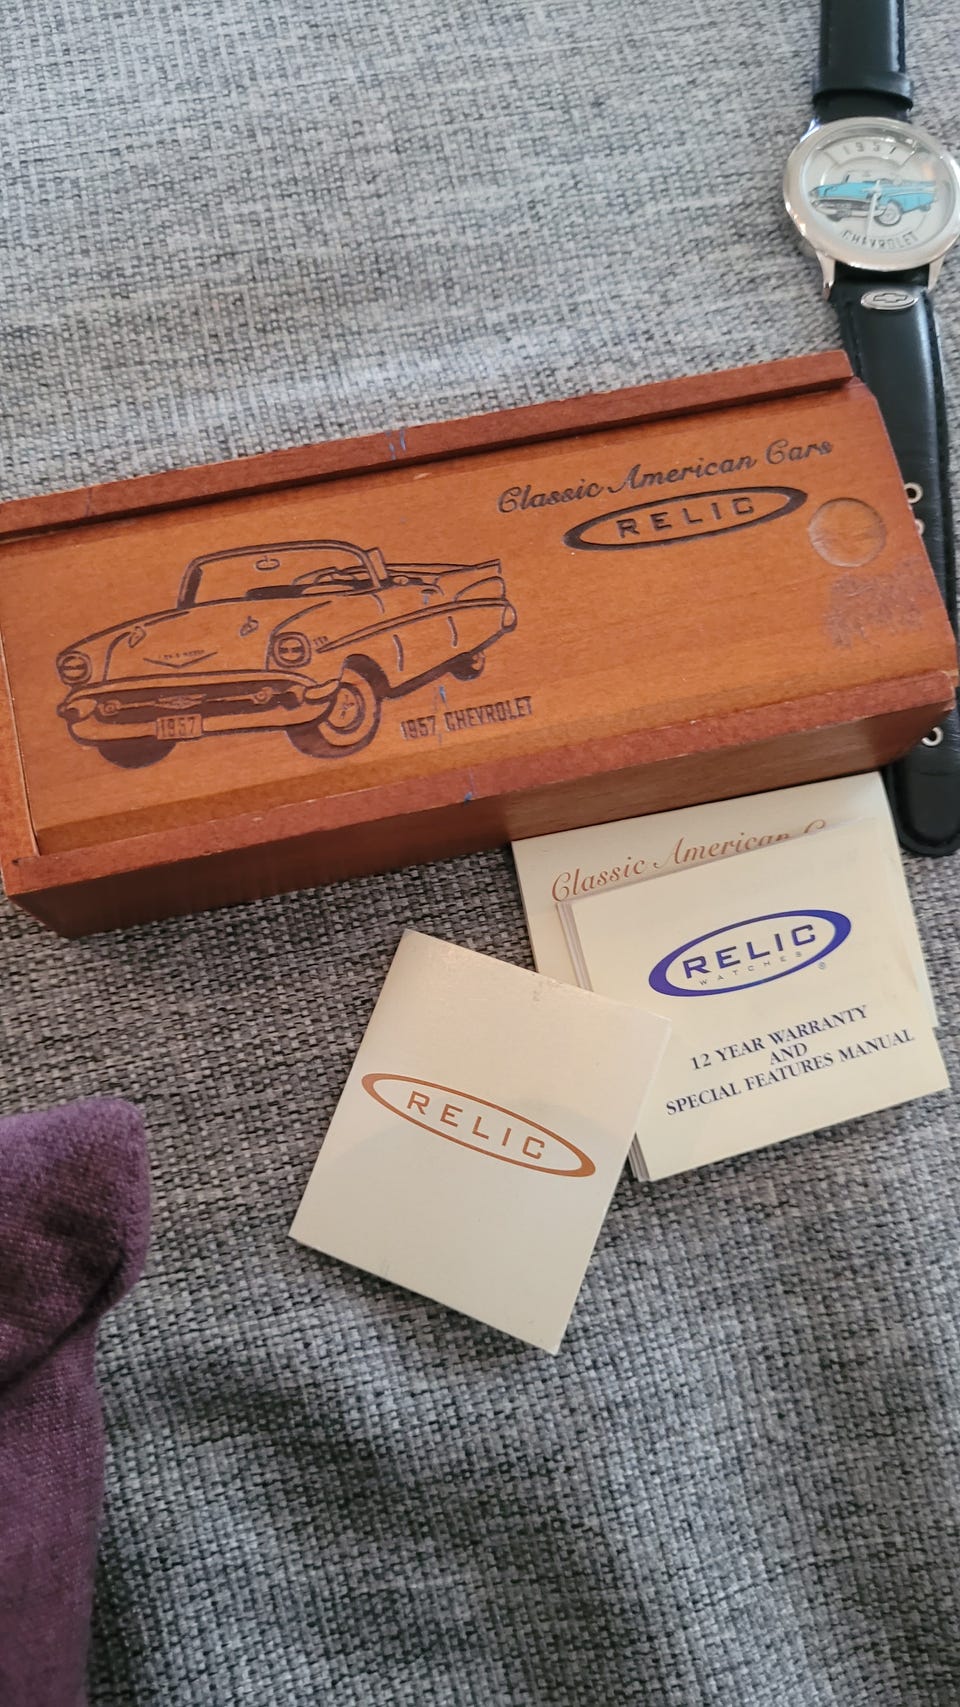 1957
CHEVROLET
Classic American Cars
RELIC
1957
1957 CHEVROLET
Classic American C
RELIC
WATCHES
®
12 YEAR WARRANTY
AND
SPECIAL FEATURES MANUAL
RELIC